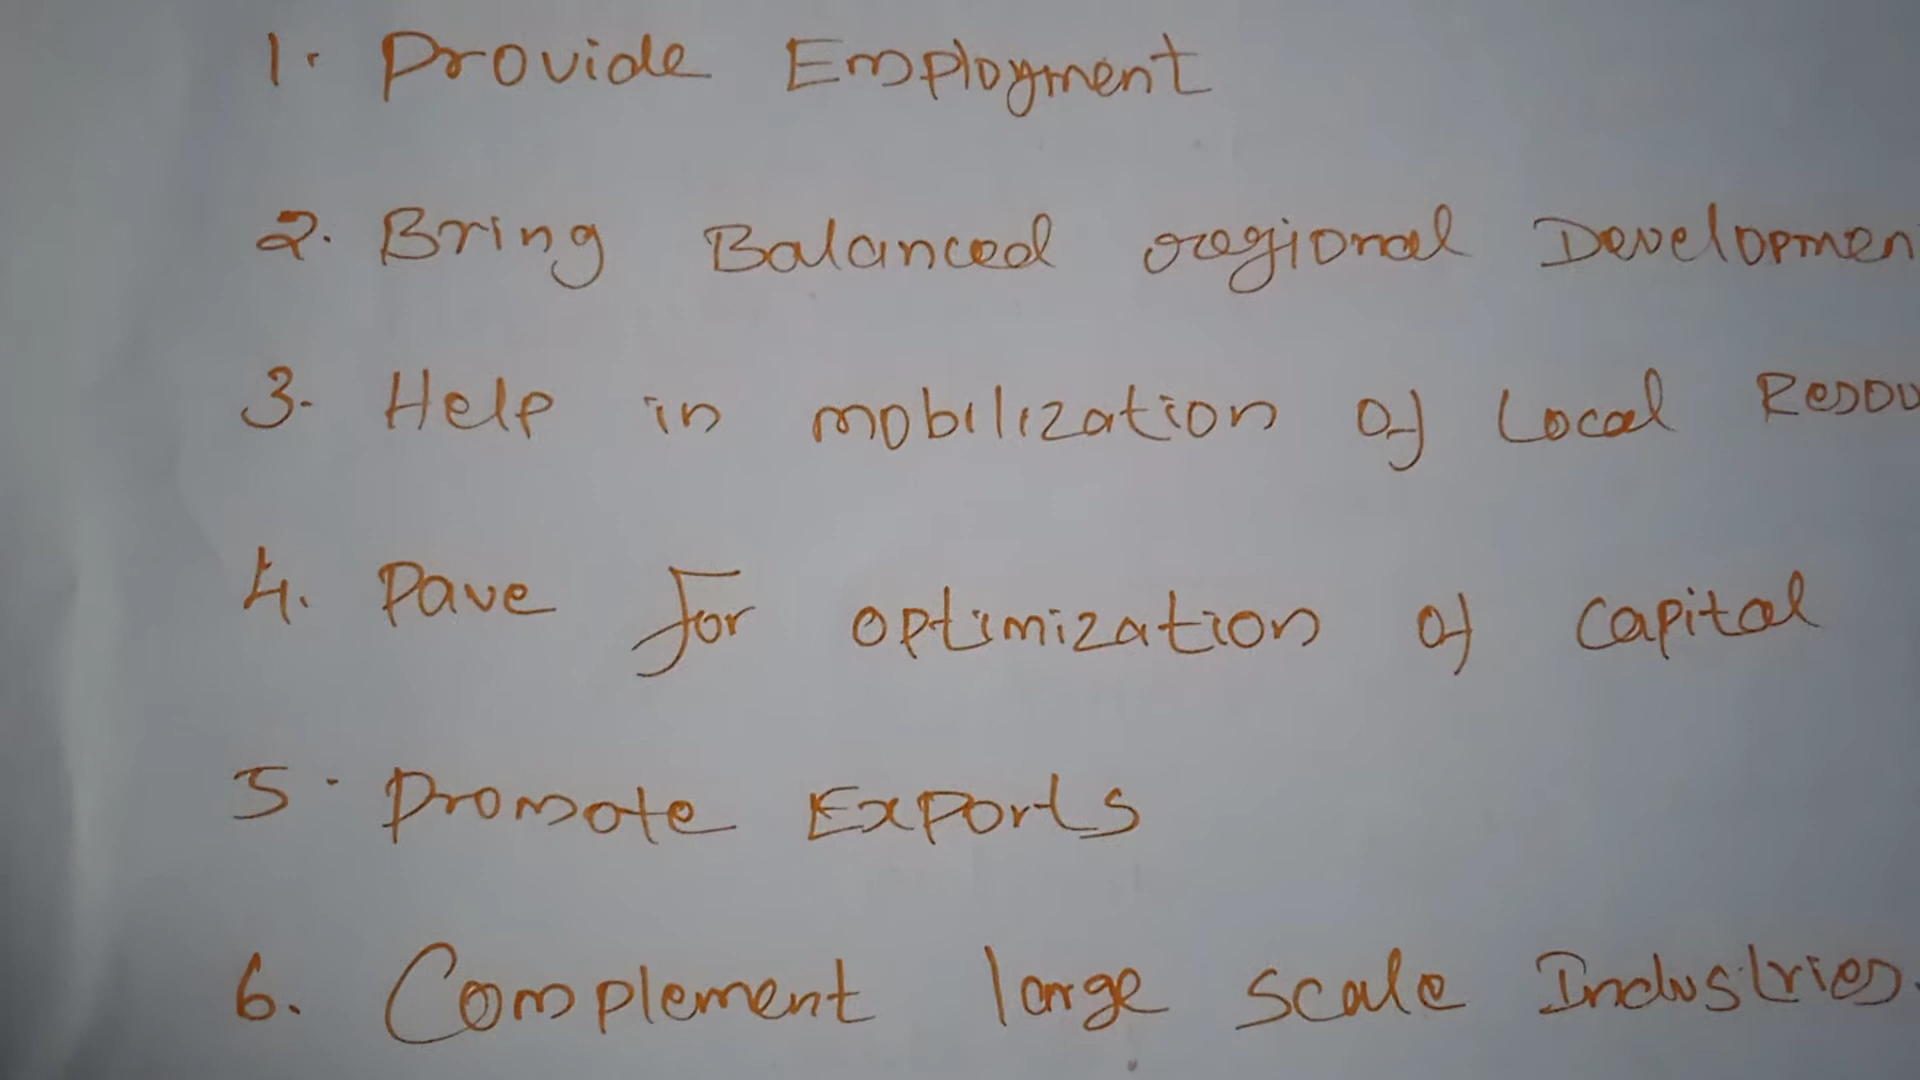 1. Provide Employment
2. Bring Balanced regional Developmen
3. Help in mobilization of Local Resou
4. Pave for optimization of capital
5. Promote Exports
6. Complement large scale Industries.